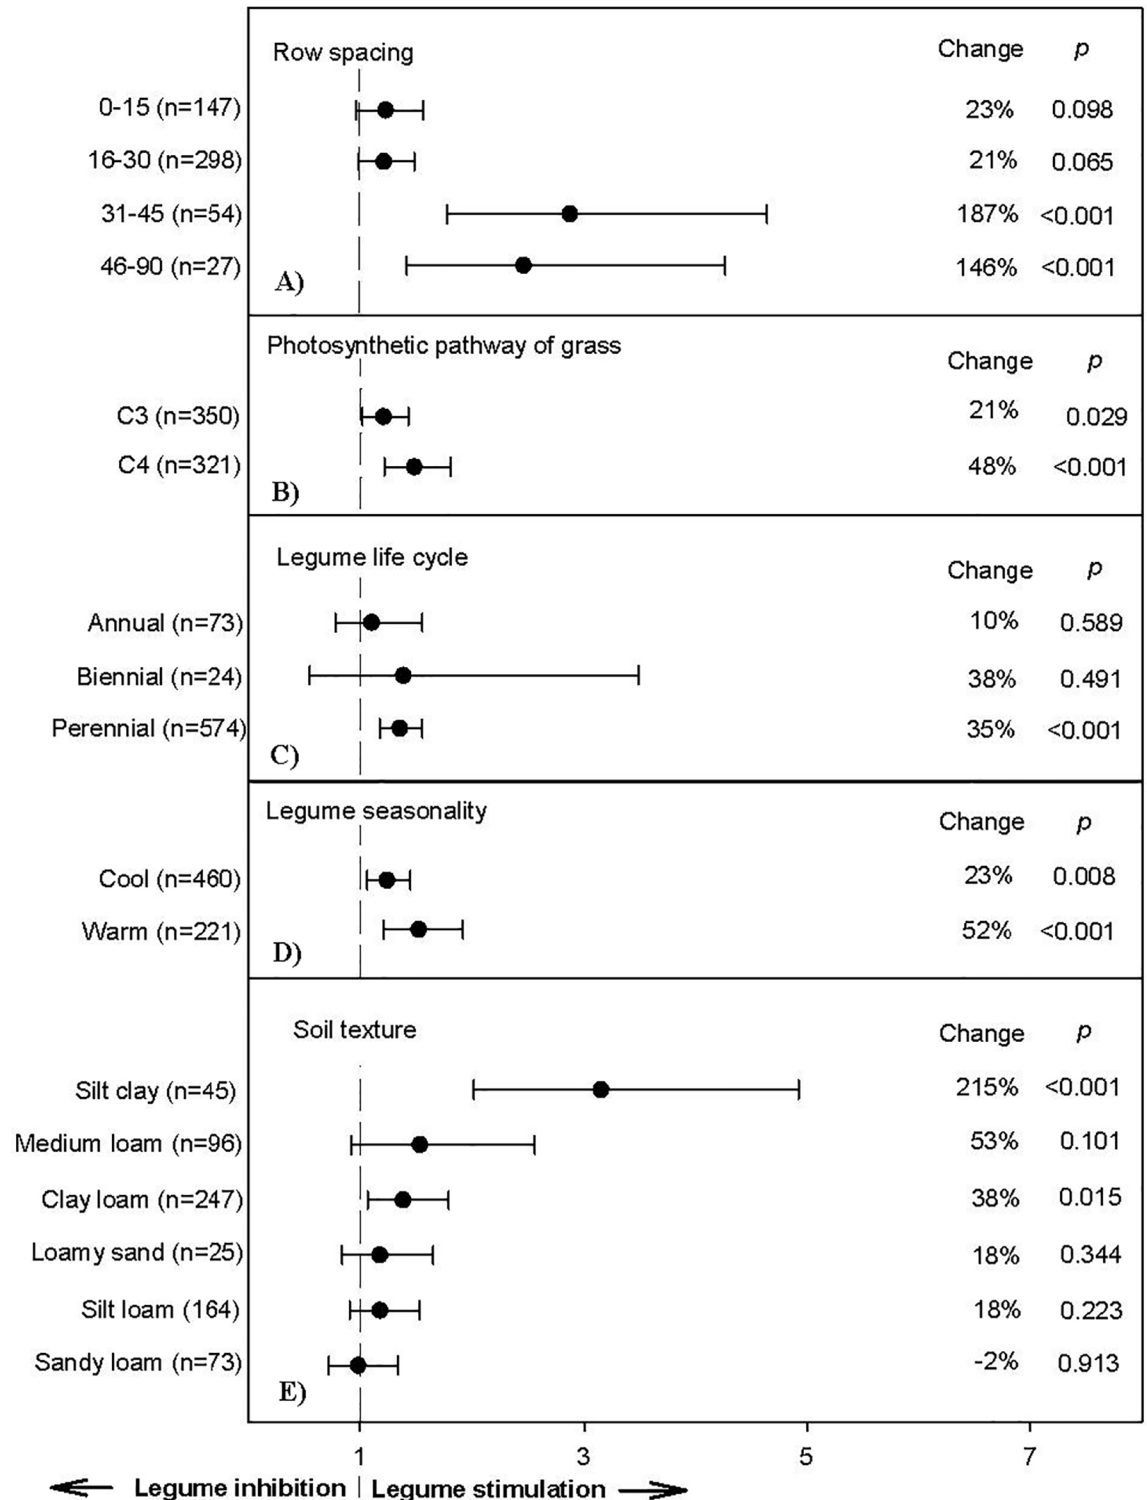 Row spacing Change p
0-15 (n=147) 23% 0.098
16-30 (n=298) 21% 0.065
31-45 (n=54) 187% <0.001
46-90 (n=27) 146% <0.001
A)
Photosynthetic pathway of grass Change p
C3 (n=350) 21% 0.029
C4 (n=321) 48% <0.001
B)
Legume life cycle Change p
Annual (n=73) 10% 0.589
Biennial (n=24) 38% 0.491
Perennial (n=574) 35% <0.001
C)
Legume seasonality Change p
Cool (n=460) 23% 0.008
Warm (n=221) 52% <0.001
D)
Soil texture Change p
Silt clay (n=45) 215% <0.001
Medium loam (n=96) 53% 0.101
Clay loam (n=247) 38% 0.015
Loamy sand (n=25) 18% 0.344
Silt loam (164) 18% 0.223
Sandy loam (n=73) -2% 0.913
E)
1 3 5 7
Legume inhibition Legume stimulation